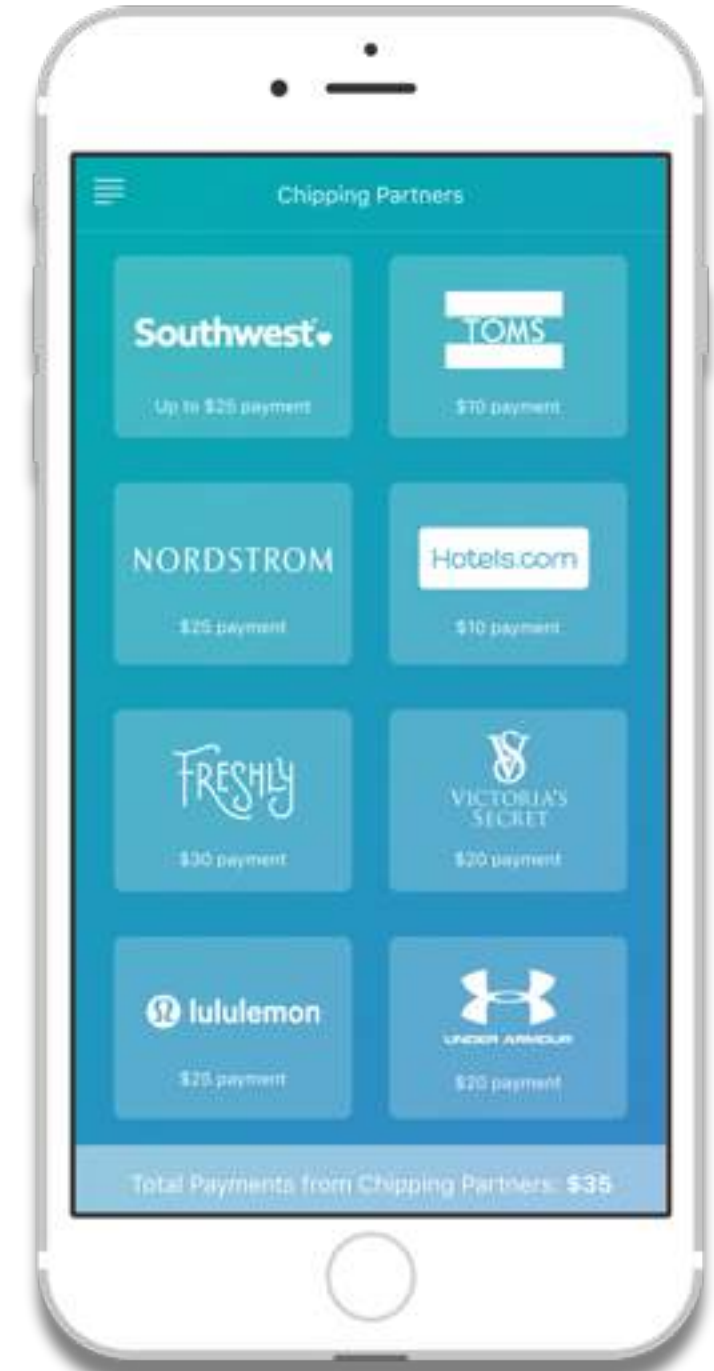 Chipping Partners
Southwest
Up to $25 payment
TOMS
$10 payment
NORDSTROM
$25 payment
Hotels.com
$10 payment
FRESHLY
$30 payment
VS
VICTORIA'S
SECRET
$20 payment
lululemon
$25 payment
UNDER ARMOUR
$20 payment
Total Payments from Chipping Partners: $35